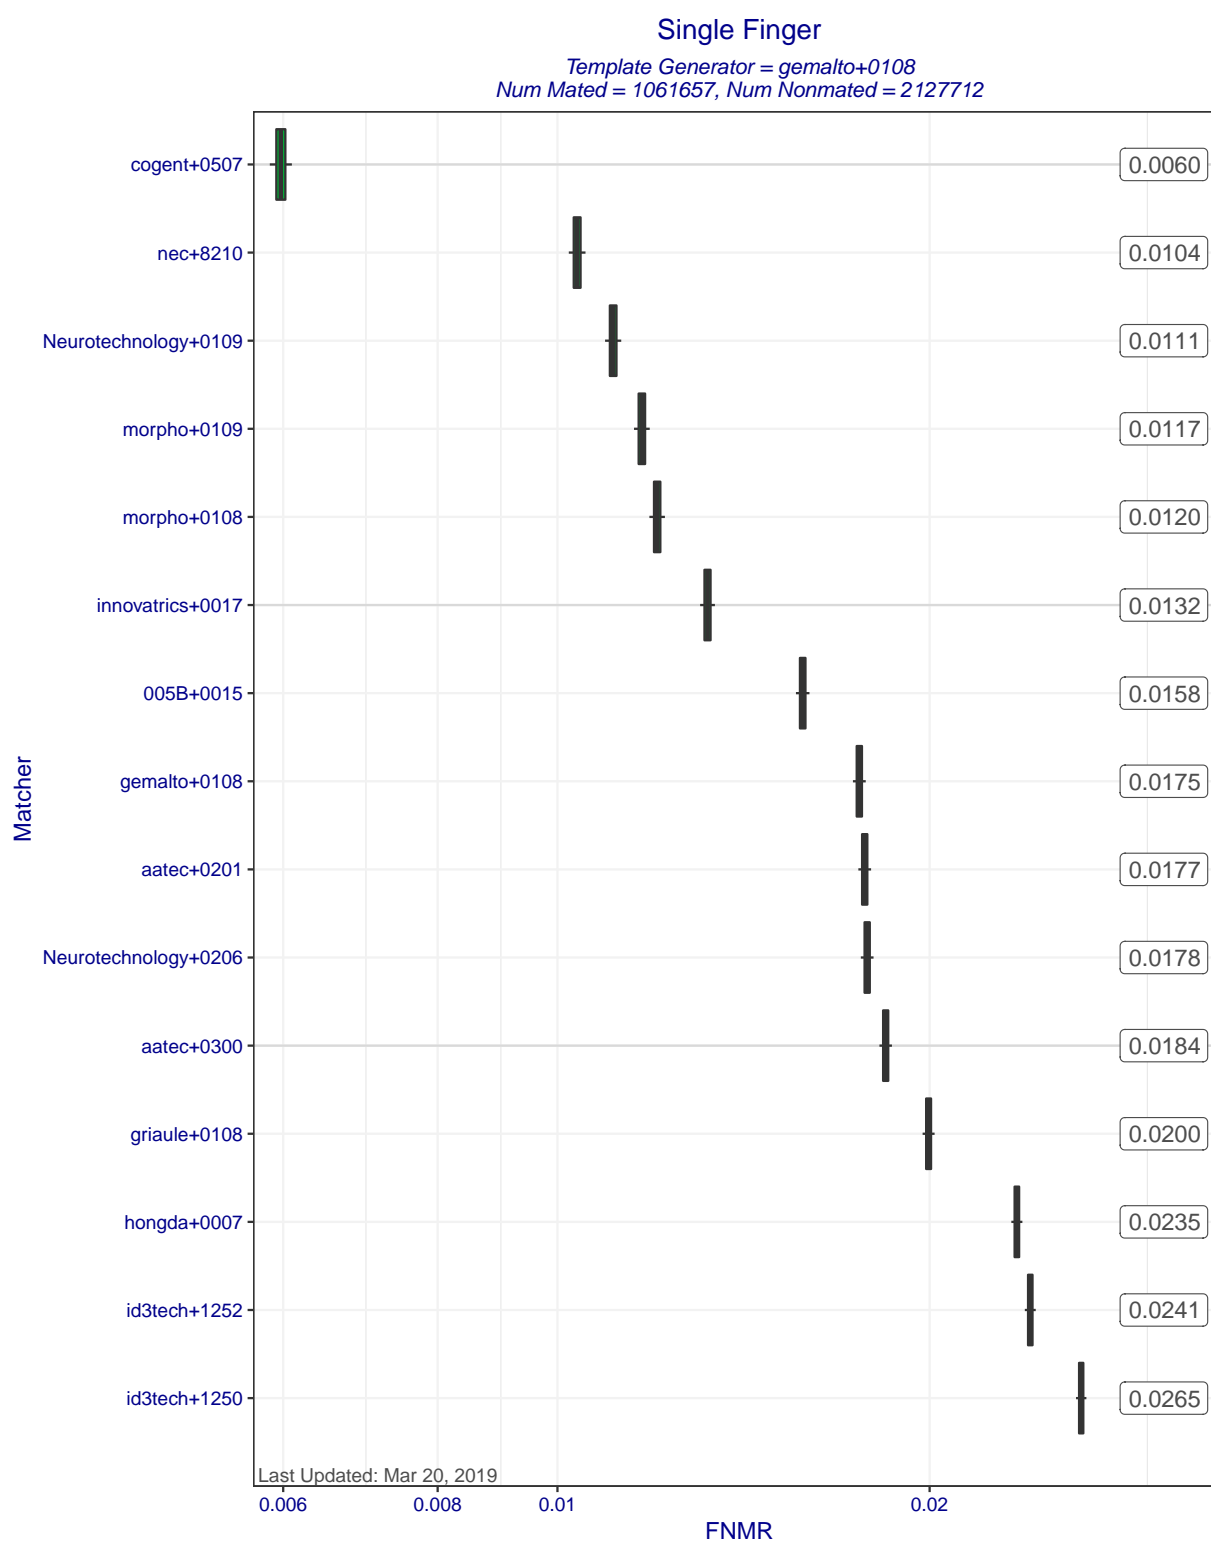 Single Finger
Template Generator = gemalto+0108
Num Mated = 1061657, Num Nonmated = 2127712
cogent+0507 0.0060
nec+8210 0.0104
Neurotechnology+0109 0.0111
morpho+0109 0.0117
morpho+0108 0.0120
innovatrics+0017 0.0132
005B+0015 0.0158
gemalto+0108 0.0175
aatec+0201 0.0177
Neurotechnology+0206 0.0178
aatec+0300 0.0184
griaule+0108 0.0200
hongda+0007 0.0235
id3tech+1252 0.0241
id3tech+1250 0.0265
Matcher
Last Updated: Mar 20, 2019
0.006 0.008 0.01 0.02
FNMR